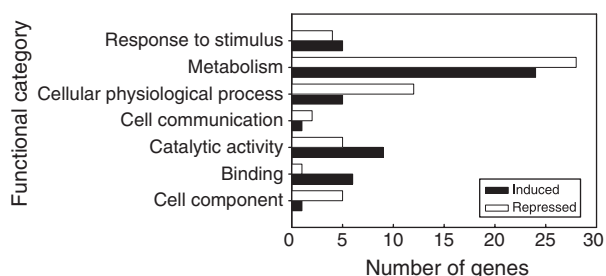 Functional category
Response to stimulus
Metabolism
Cellular physiological process
Cell communication
Catalytic activity
Binding
Cell component
Induced
Repressed
0 5 10 15 20 25 30
Number of genes